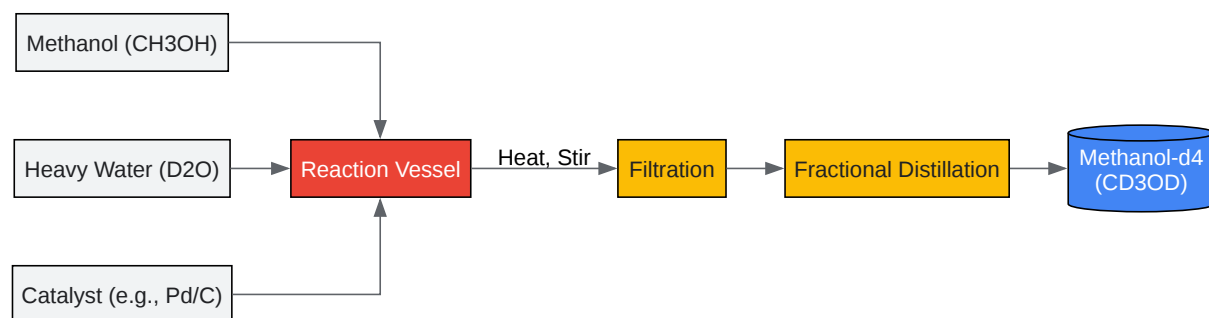 Methanol (CH3OH)
Heavy Water (D2O)
Catalyst (e.g., Pd/C)
Reaction Vessel
Heat, Stir
Filtration
Fractional Distillation
Methanol-d4
(CD3OD)